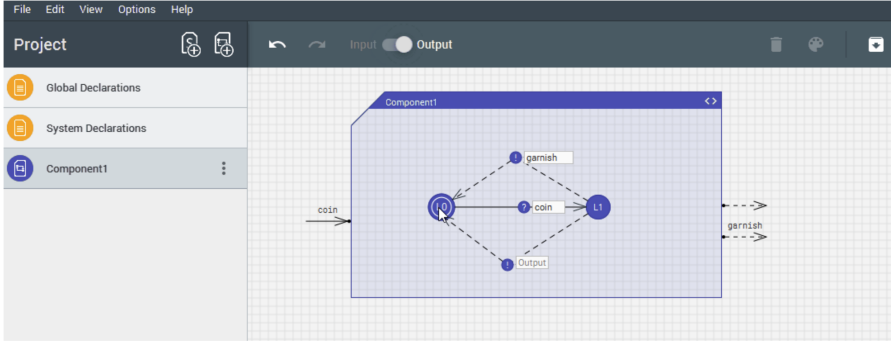 File Edit View Options Help
Project
Input Output
Global Declarations
System Declarations
Component1
Component1
garnish
coin
L0
?
coin
L1
garnish
!
Output
!